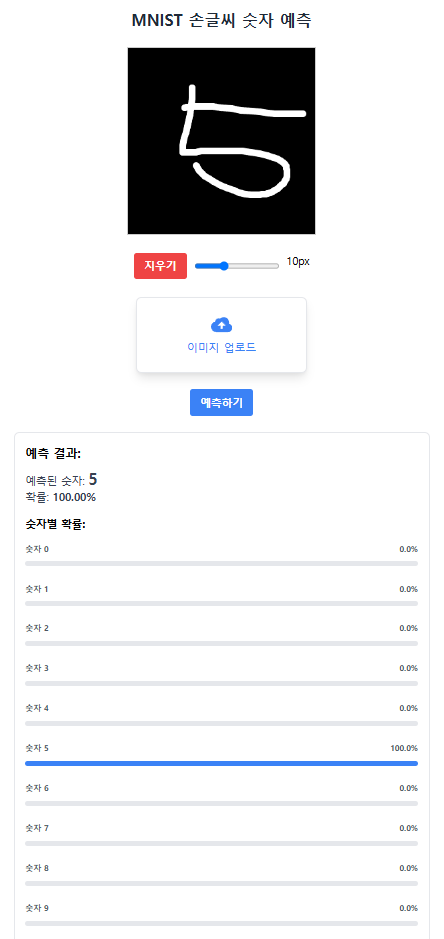 MNIST 손글씨 숫자 예측
5
지우기 10px
이미지 업로드
예측하기
예측 결과:
예측된 숫자: 5
확률: 100.00%
숫자별 확률:
숫자 0 0.0%
숫자 1 0.0%
숫자 2 0.0%
숫자 3 0.0%
숫자 4 0.0%
숫자 5 100.0%
숫자 6 0.0%
숫자 7 0.0%
숫자 8 0.0%
숫자 9 0.0%